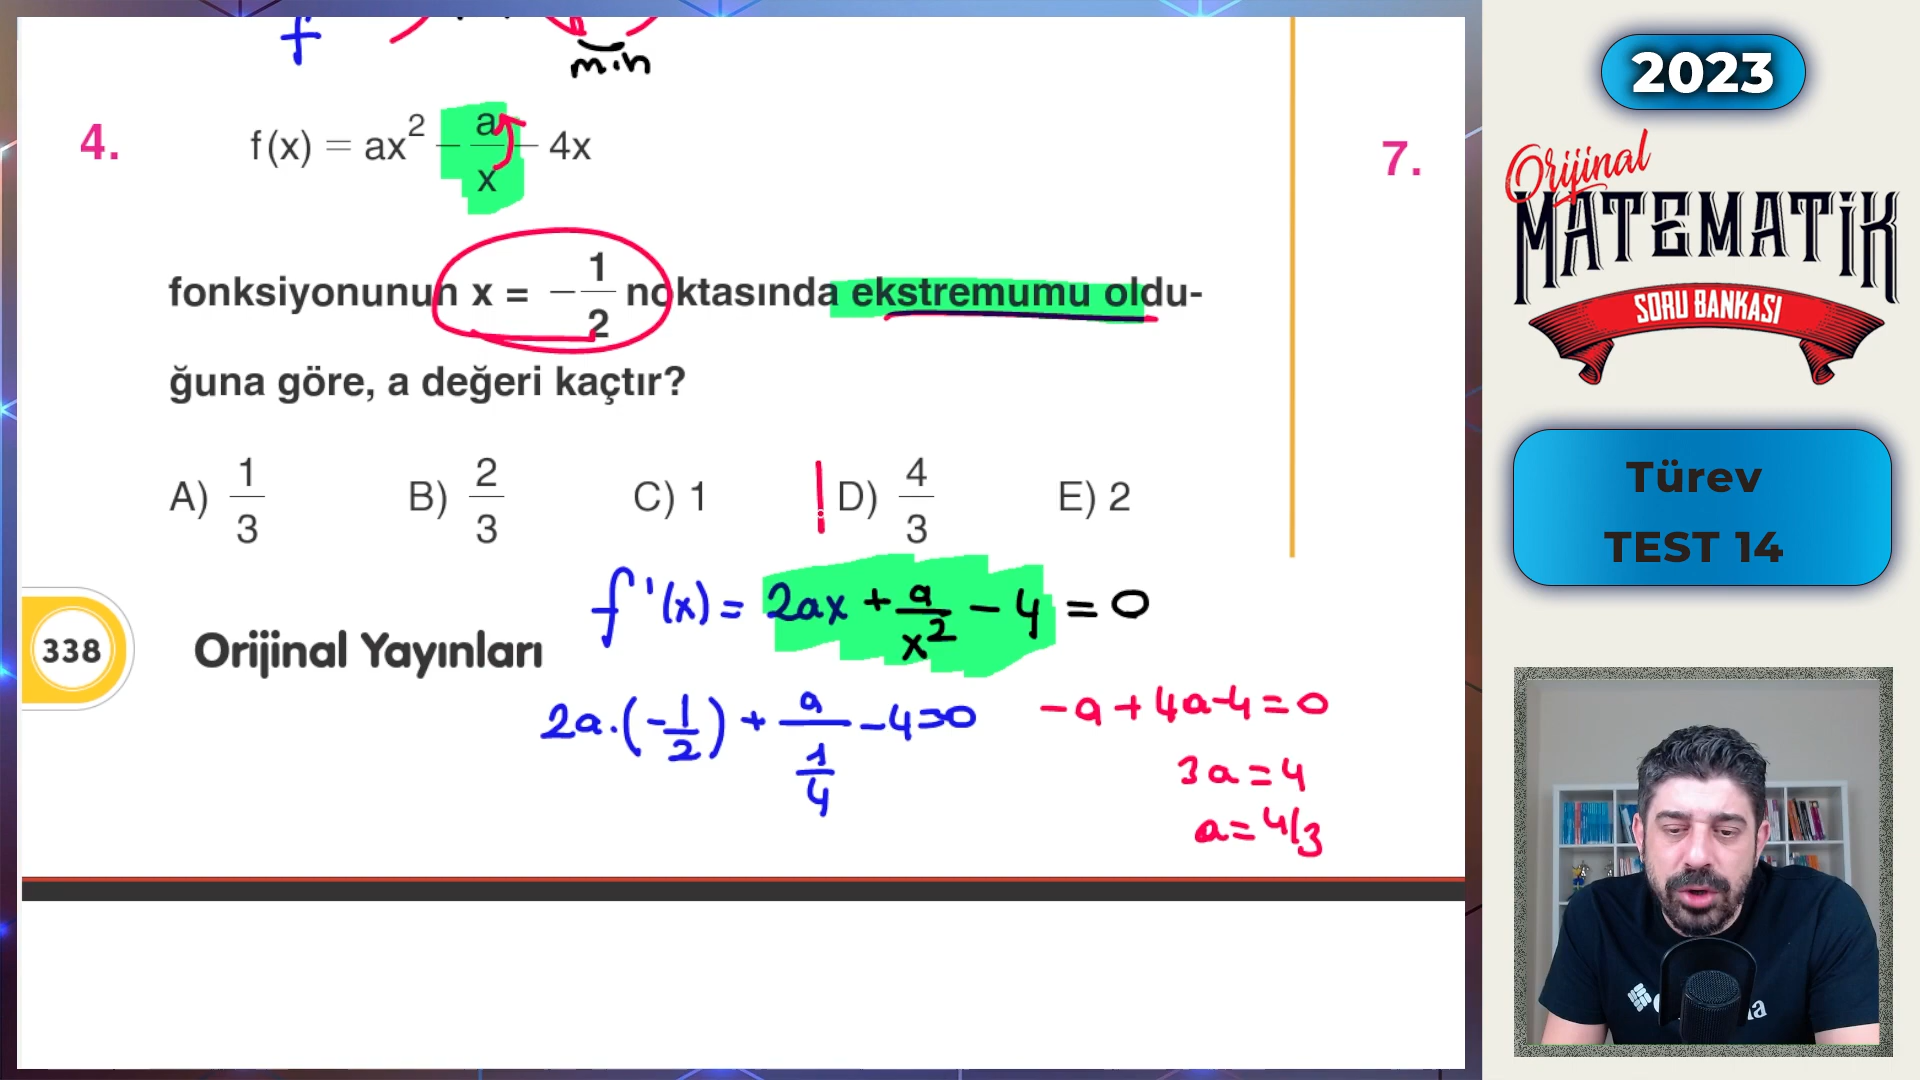 f
min
4. f(x) = ax² − a/x − 4x
fonksiyonunun x = −1/2 noktasında ekstremumu oldu-
ğuna göre, a değeri kaçtır?
A) 1/3 B) 2/3 C) 1 D) 4/3 E) 2
f'(x) = 2ax + a/x² − 4 = 0
338 Orijinal Yayınları
2a.(−1/2) + a/(1/4) − 4=0
−a + 4a−4 = 0
3a = 4
a = 4/3
7.
2023
Orijinal
MATEMATİK
SORU BANKASI
Türev
TEST 14